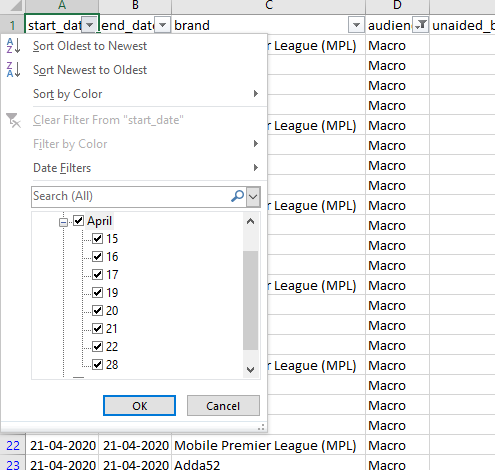 A B C D
1 start_dat end_date brand audien unaided_b
Sort Oldest to Newest r League (MPL) Macro
Sort Newest to Oldest Macro
Macro
Sort by Color Macro
Clear Filter From "start_date" r League (MPL) Macro
Filter by Color Macro
Date Filters Macro
Macro
Search (All) r League (MPL) Macro
April Macro
15 Macro
16 Macro
17 r League (MPL) Macro
19 Macro
20 Macro
21 Macro
22 r League (MPL) Macro
28 Macro
Macro
OK Cancel Macro
22 21-04-2020 21-04-2020 Mobile Premier League (MPL) Macro
23 21-04-2020 21-04-2020 Adda52 Macro